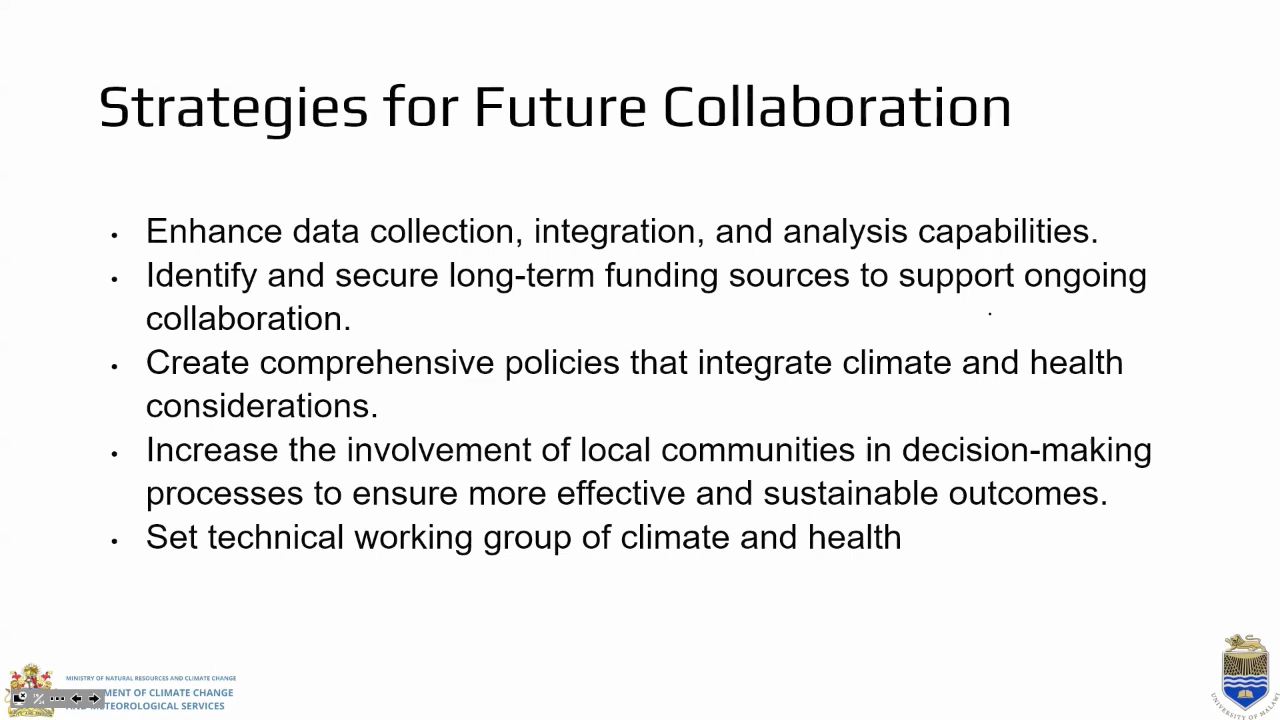 Strategies for Future Collaboration
• Enhance data collection, integration, and analysis capabilities.
• Identify and secure long-term funding sources to support ongoing
collaboration.
• Create comprehensive policies that integrate climate and health
considerations.
• Increase the involvement of local communities in decision-making
processes to ensure more effective and sustainable outcomes.
• Set technical working group of climate and health
MINISTRY OF NATURAL RESOURCES AND CLIMATE CHANGE
MENT OF CLIMATE CHANGE
METEOROLOGICAL SERVICES
UNIVERSITY OF MALAWI